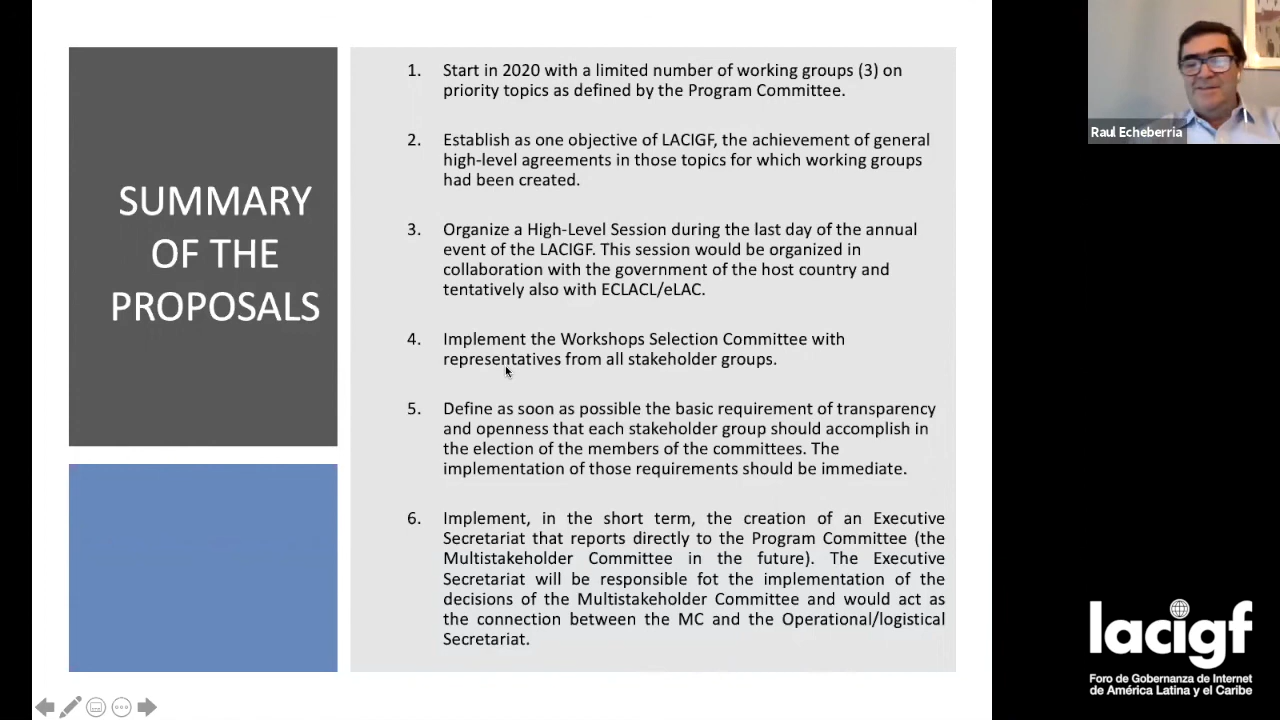 SUMMARY
OF THE
PROPOSALS
1. Start in 2020 with a limited number of working groups (3) on
priority topics as defined by the Program Committee.
2. Establish as one objective of LACIGF, the achievement of general
high-level agreements in those topics for which working groups
had been created.
3. Organize a High-Level Session during the last day of the annual
event of the LACIGF. This session would be organized in
collaboration with the government of the host country and
tentatively also with ECLACL/eLAC.
4. Implement the Workshops Selection Committee with
representatives from all stakeholder groups.
5. Define as soon as possible the basic requirement of transparency
and openness that each stakeholder group should accomplish in
the election of the members of the committees. The
implementation of those requirements should be immediate.
6. Implement, in the short term, the creation of an Executive
Secretariat that reports directly to the Program Committee (the
Multistakeholder Committee in the future). The Executive
Secretariat will be responsible fot the implementation of the
decisions of the Multistakeholder Committee and would act as
the connection between the MC and the Operational/logistical
Secretariat.
Raul Echeberria
lacigf
Foro de Gobernanza de Internet
de América Latina y el Caribe